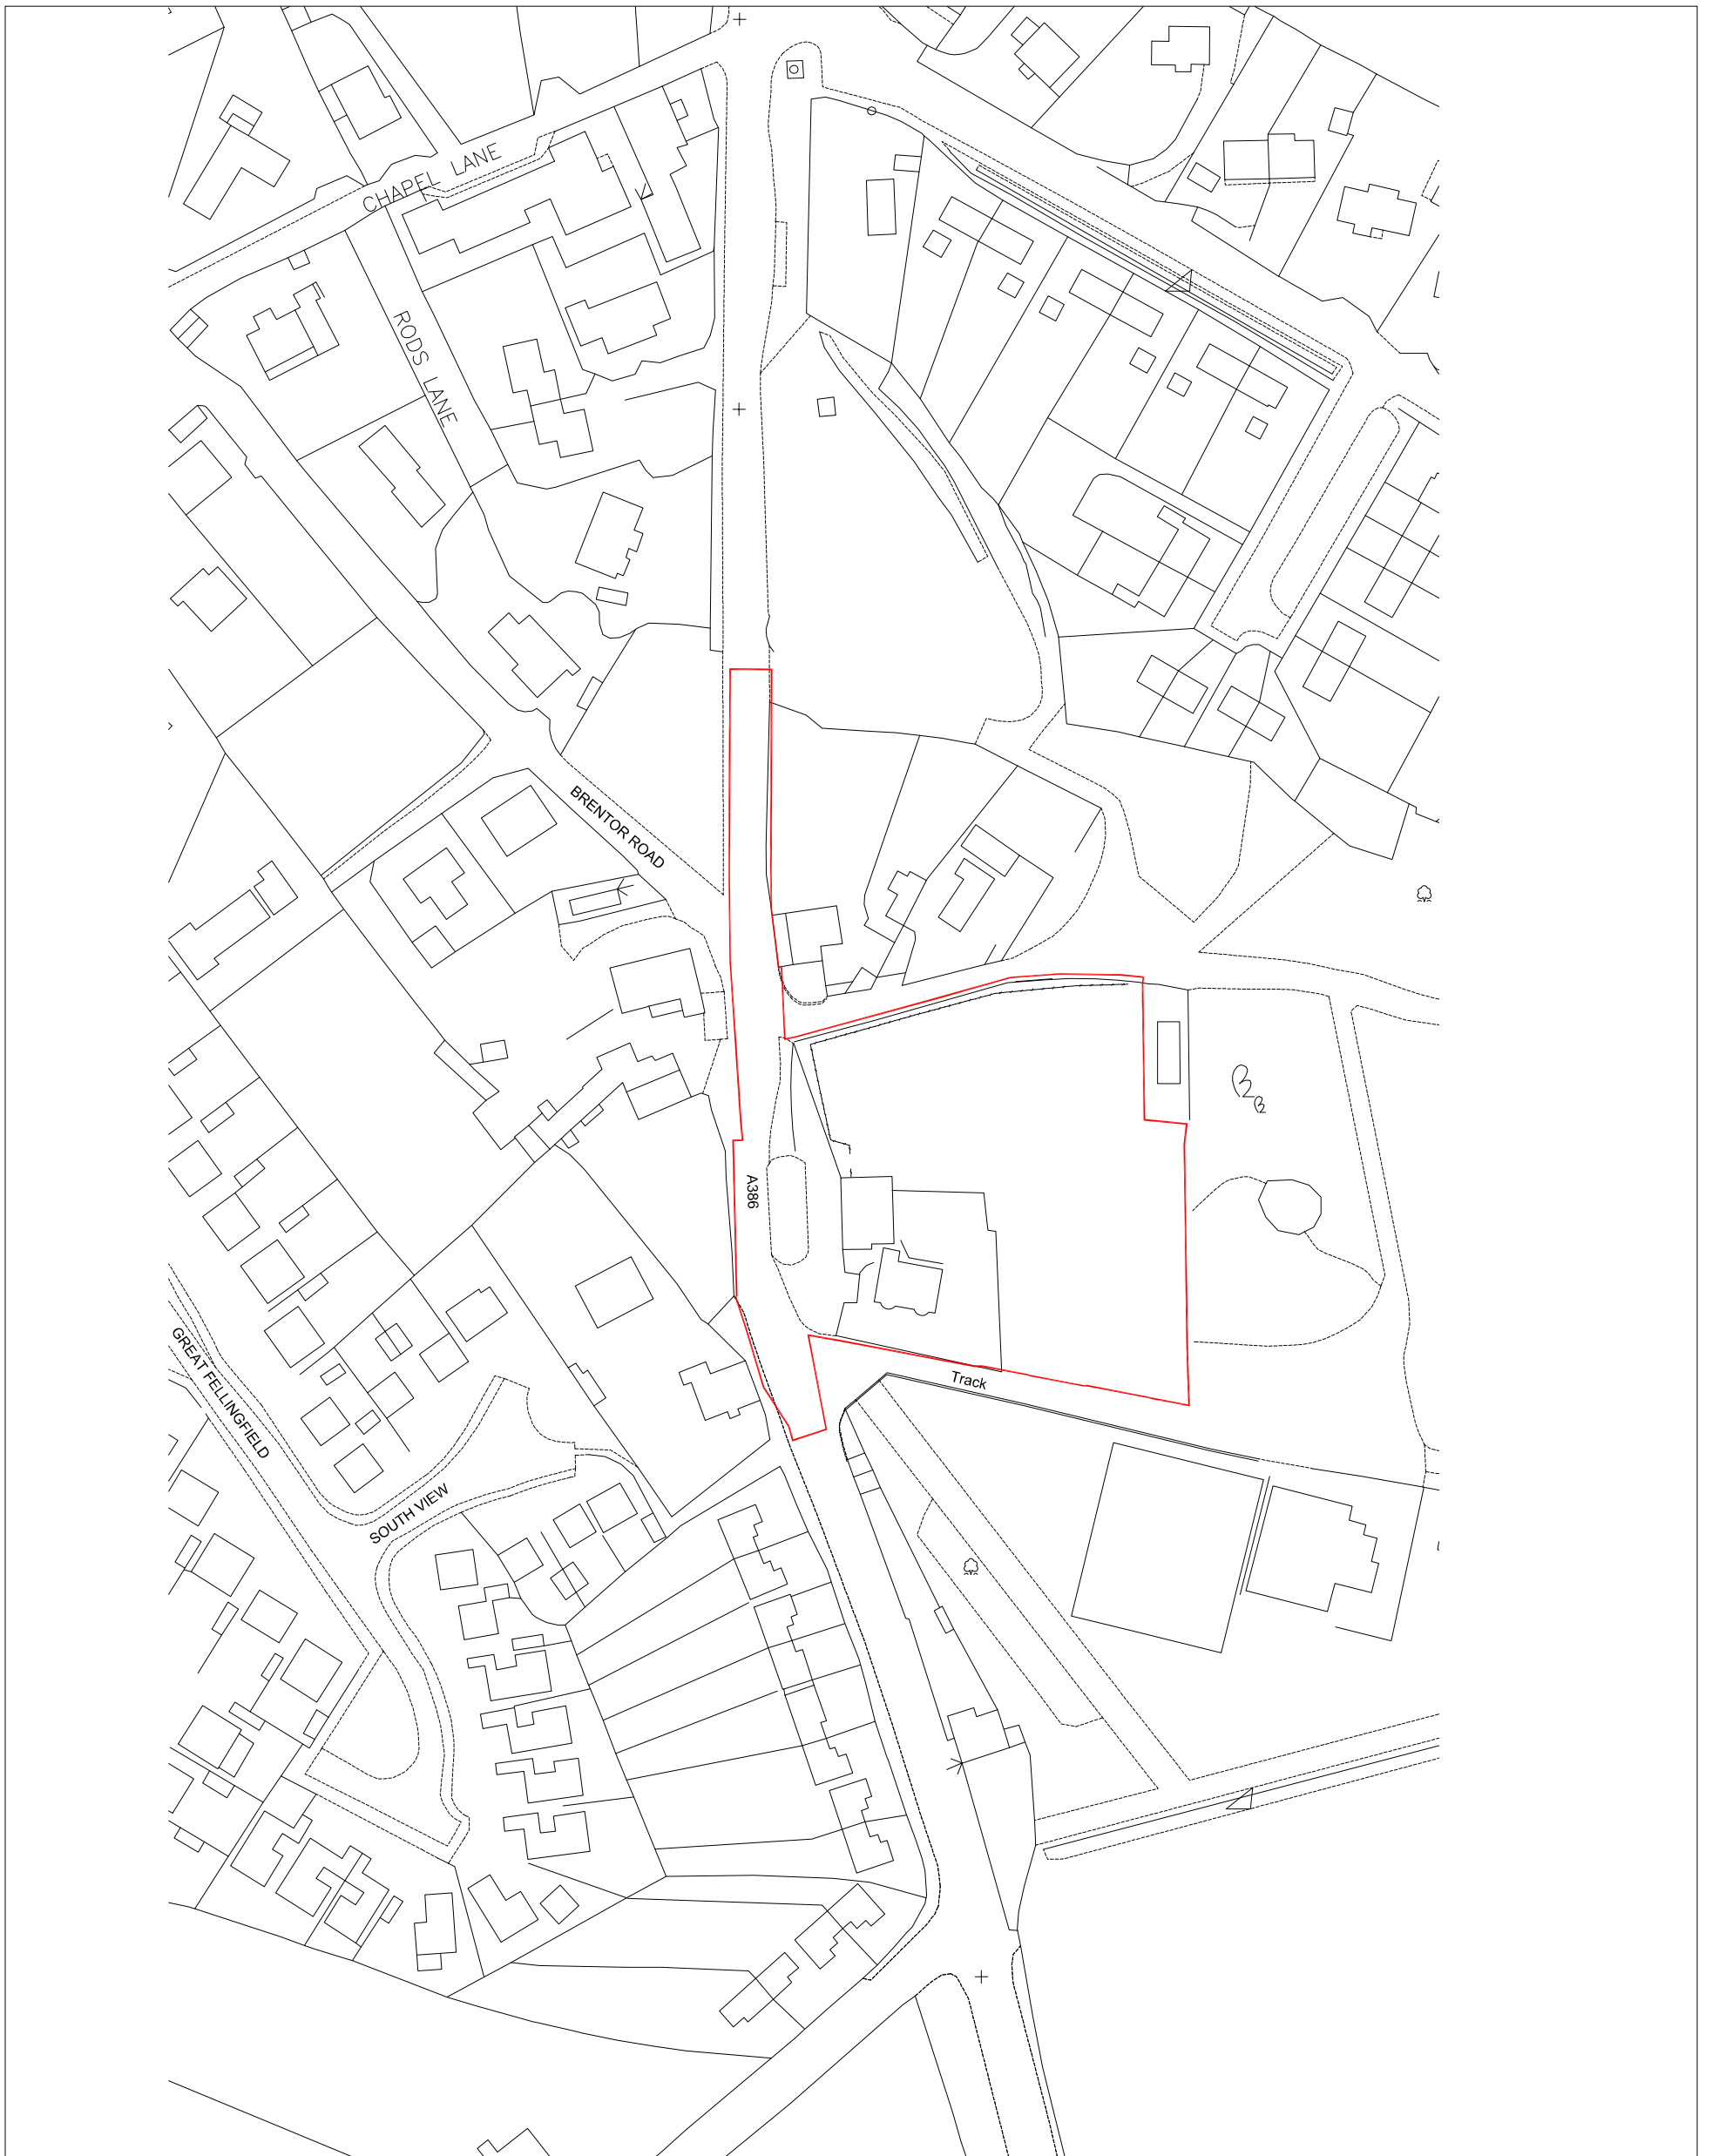 CHAPEL LANE
RODS LANE
BRENTOR ROAD
A386
GREAT FELLINGFIELD
Track
SOUTH VIEW